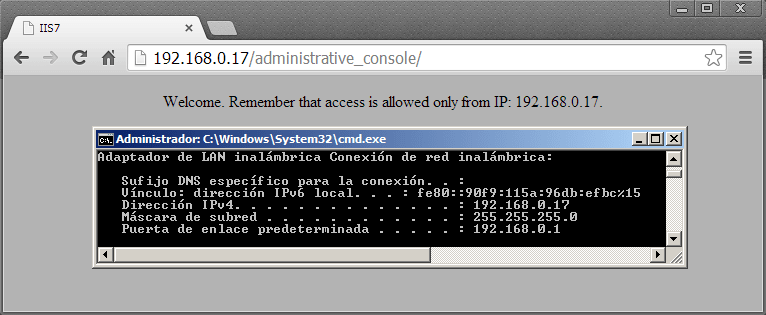 IIS7
192.168.0.17/administrative_console/
Welcome. Remember that access is allowed only from IP: 192.168.0.17.
Administrador: C:\Windows\System32\cmd.exe
Adaptador de LAN inalámbrica Conexión de red inalámbrica:
Sufijo DNS específico para la conexión. . :
Vínculo: dirección IPv6 local. . . : fe80::90f9:115a:96db:efbc%15
Dirección IPv4. . . . . . . . . . . . . . : 192.168.0.17
Máscara de subred . . . . . . . . . . . . : 255.255.255.0
Puerta de enlace predeterminada . . . . . : 192.168.0.1